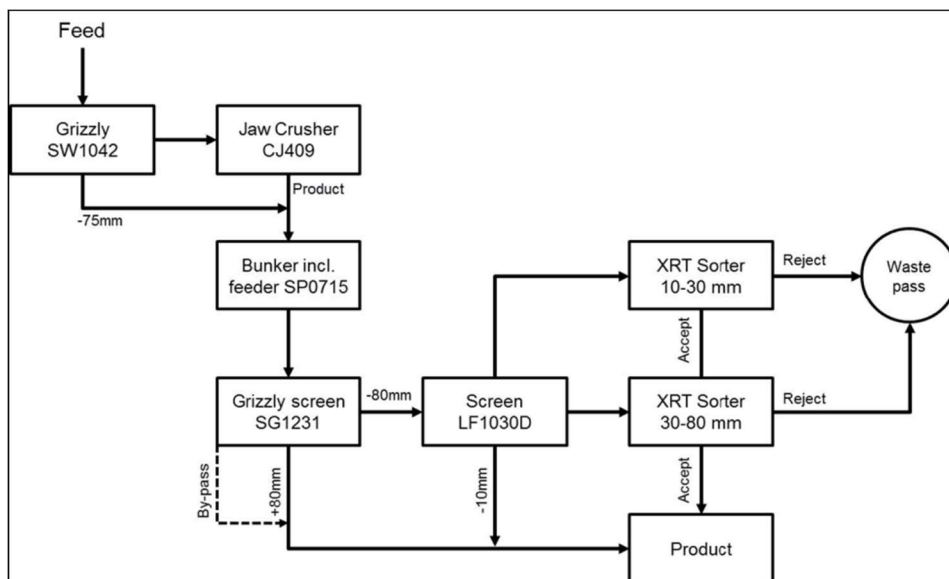 Feed
Grizzly
SW1042
Jaw Crusher
CJ409
Product
-75mm
Bunker incl.
feeder SP0715
XRT Sorter
10-30 mm
Reject
Waste
pass
Accept
Grizzly screen
SG1231
-80mm
Screen
LF1030D
XRT Sorter
30-80 mm
Reject
By-pass
+80mm
-10mm
Accept
Product